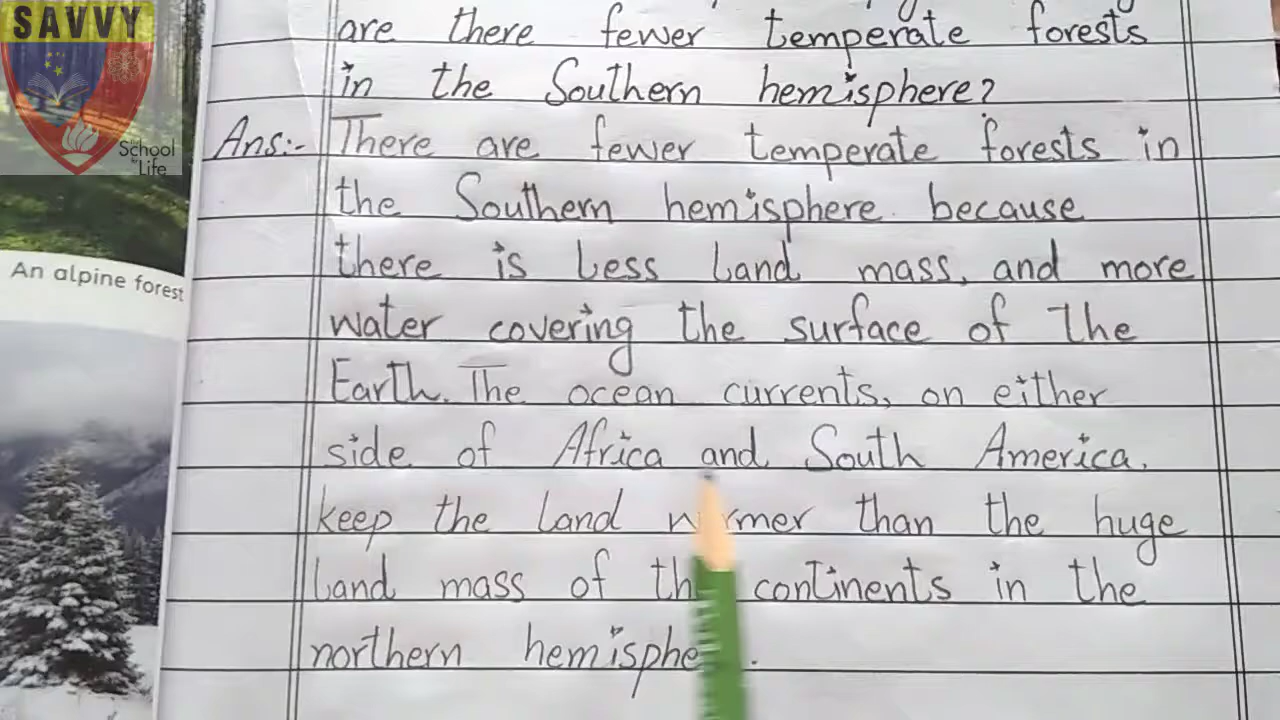 SAVVY
School
Life
An alpine forest
are there fewer temperate forests
in the Southern hemisphere?
Ans:- There are fewer temperate forests in
the Southern hemisphere because
there is less land mass, and more
water covering the surface of the
Earth. The ocean currents, on either
side of Africa and South America,
keep the land warmer than the huge
land mass of the continents in the
northern hemisphere.